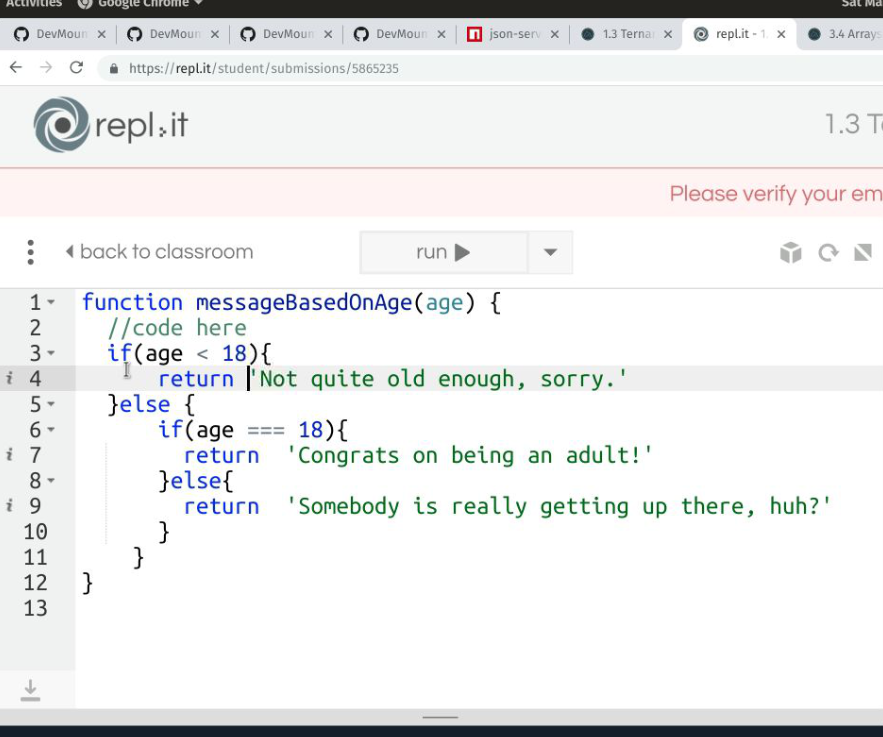 Activities Google Chrome Sat Ma
DevMoun DevMoun DevMoun DevMoun json-serv 1.3 Ternar repl.it - 1. 3.4 Arrays
https://repl.it/student/submissions/5865235
repl.it 1.3 Te
Please verify your em
back to classroom run
1 function messageBasedOnAge(age) {
2 //code here
3 if(age < 18){
i 4 return 'Not quite old enough, sorry.'
5 }else {
6 if(age === 18){
i 7 return 'Congrats on being an adult!'
8 }else{
i 9 return 'Somebody is really getting up there, huh?'
10 }
11 }
12 }
13